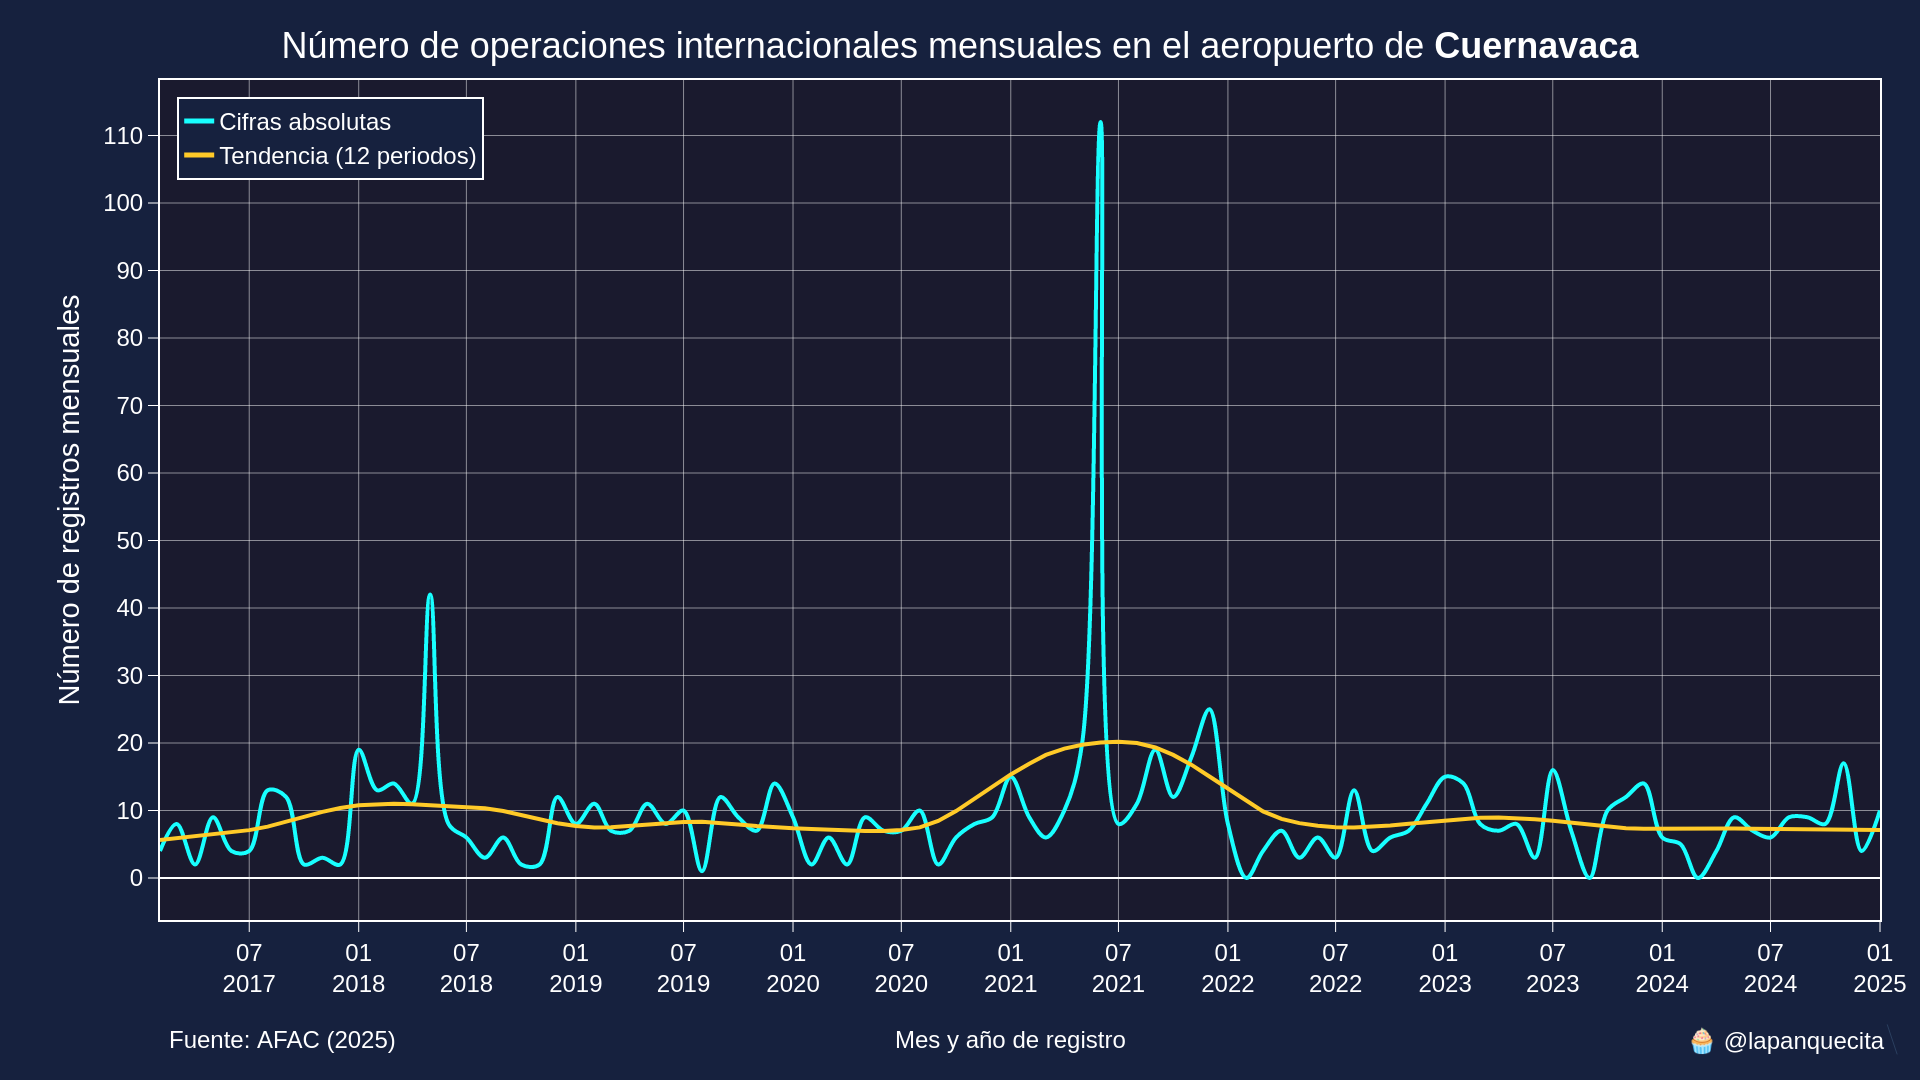 Número de operaciones internacionales mensuales en el aeropuerto de Cuernavaca
Cifras absolutas
Tendencia (12 periodos)
Número de registros mensuales
110
100
90
80
70
60
50
40
30
20
10
0
07 01 07 01 07 01 07 01 07 01 07 01 07 01 07 01
2017 2018 2018 2019 2019 2020 2020 2021 2021 2022 2022 2023 2023 2024 2024 2025
Fuente: AFAC (2025)
Mes y año de registro
🧁 @lapanquecita